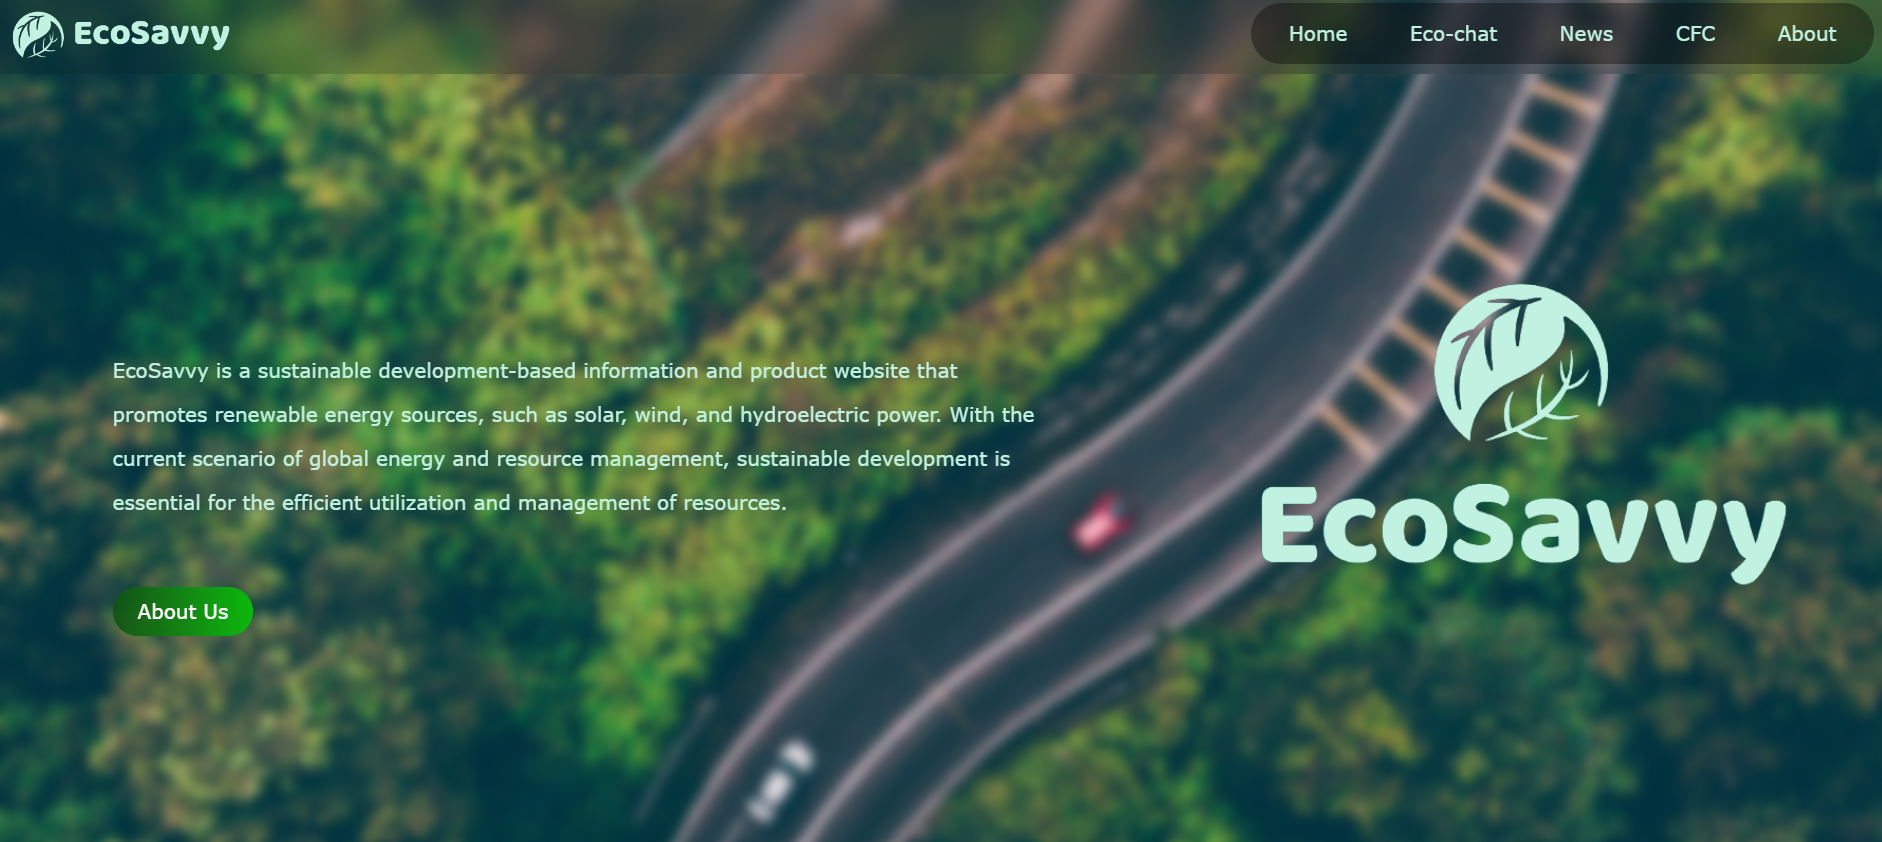 EcoSavvy
Home Eco-chat News CFC About
EcoSavvy is a sustainable development-based information and product website that
promotes renewable energy sources, such as solar, wind, and hydroelectric power. With the
current scenario of global energy and resource management, sustainable development is
essential for the efficient utilization and management of resources.
EcoSavvy
About Us